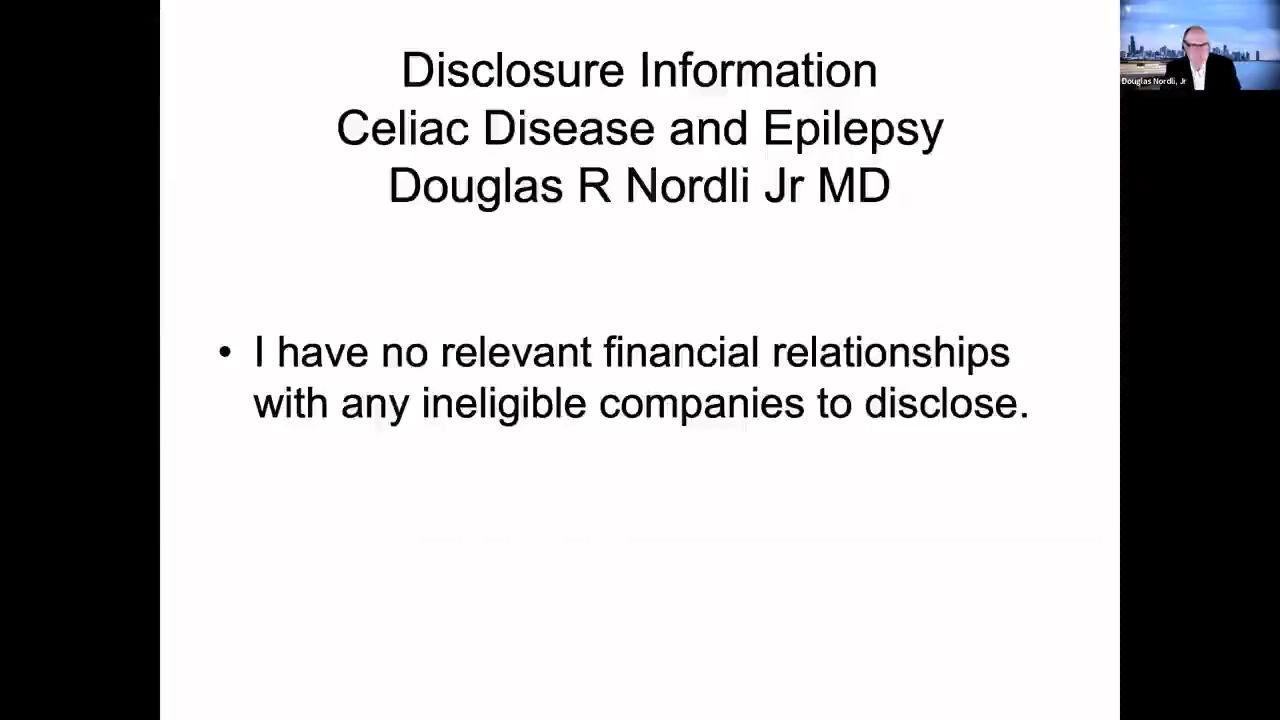 Disclosure Information
Celiac Disease and Epilepsy
Douglas R Nordli Jr MD
• I have no relevant financial relationships
with any ineligible companies to disclose.
Douglas Nordli, Jr